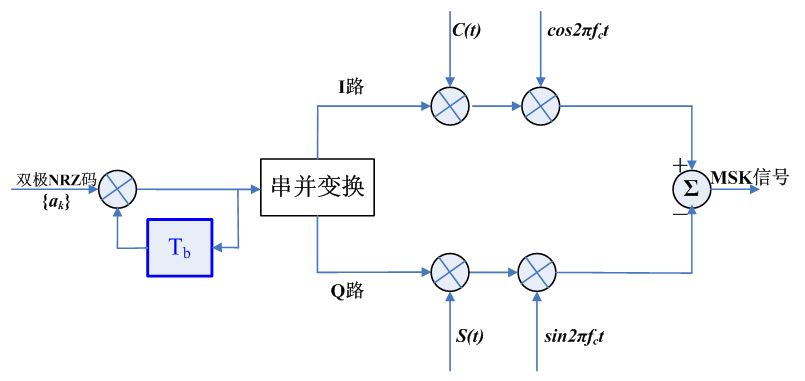 C(t)
cos2πfct
I路
双极NRZ码
{ak}
串并变换
Tb
+
Σ
MSK信号
−
Q路
S(t)
sin2πfct